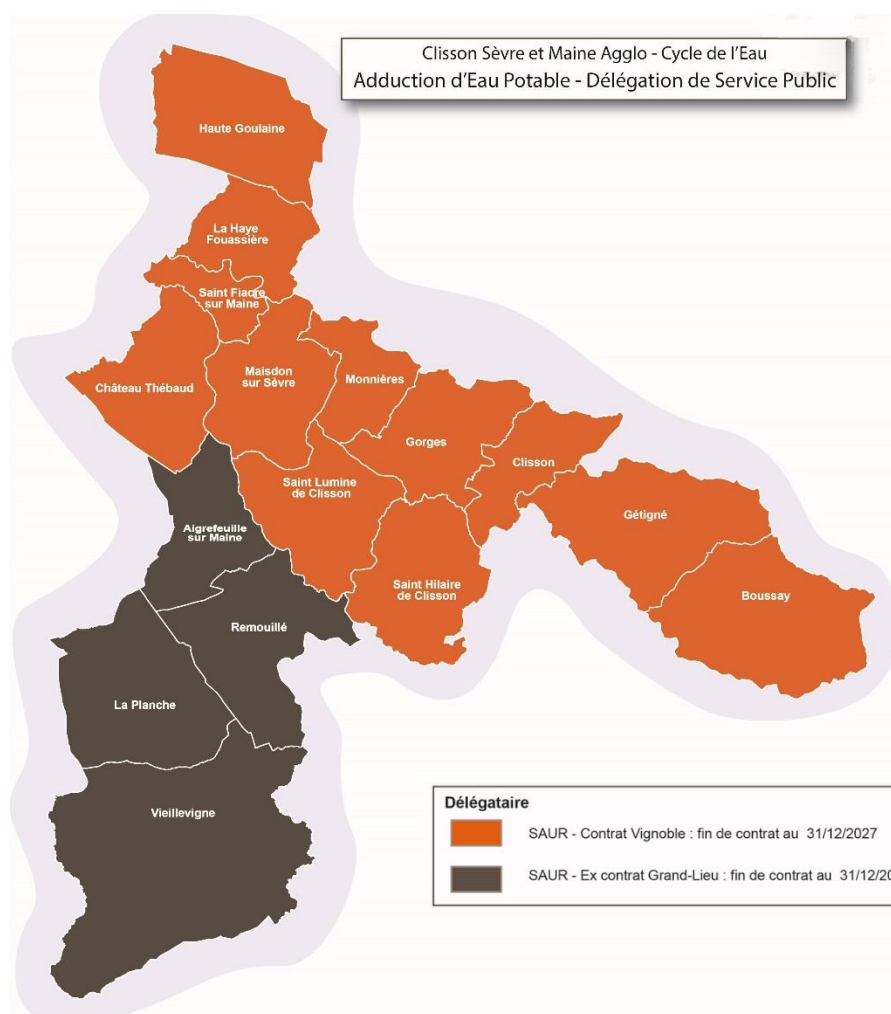 Clisson Sèvre et Maine Agglo - Cycle de l'Eau
Adduction d'Eau Potable - Délégation de Service Public
Haute Goulaine
La Haye
Fouassière
Saint Fiacre
sur Maine
Château Thébaud
Maisdon
sur Sèvre
Monnières
Gorges
Clisson
Saint Lumine
de Clisson
Gétigné
Aigrefeuille
sur Maine
Saint Hilaire
de Clisson
Boussay
Remouillé
La Planche
Vieillevigne
Délégataire
SAUR - Contrat Vignoble : fin de contrat au 31/12/2027
SAUR - Ex contrat Grand-Lieu : fin de contrat au 31/12/20